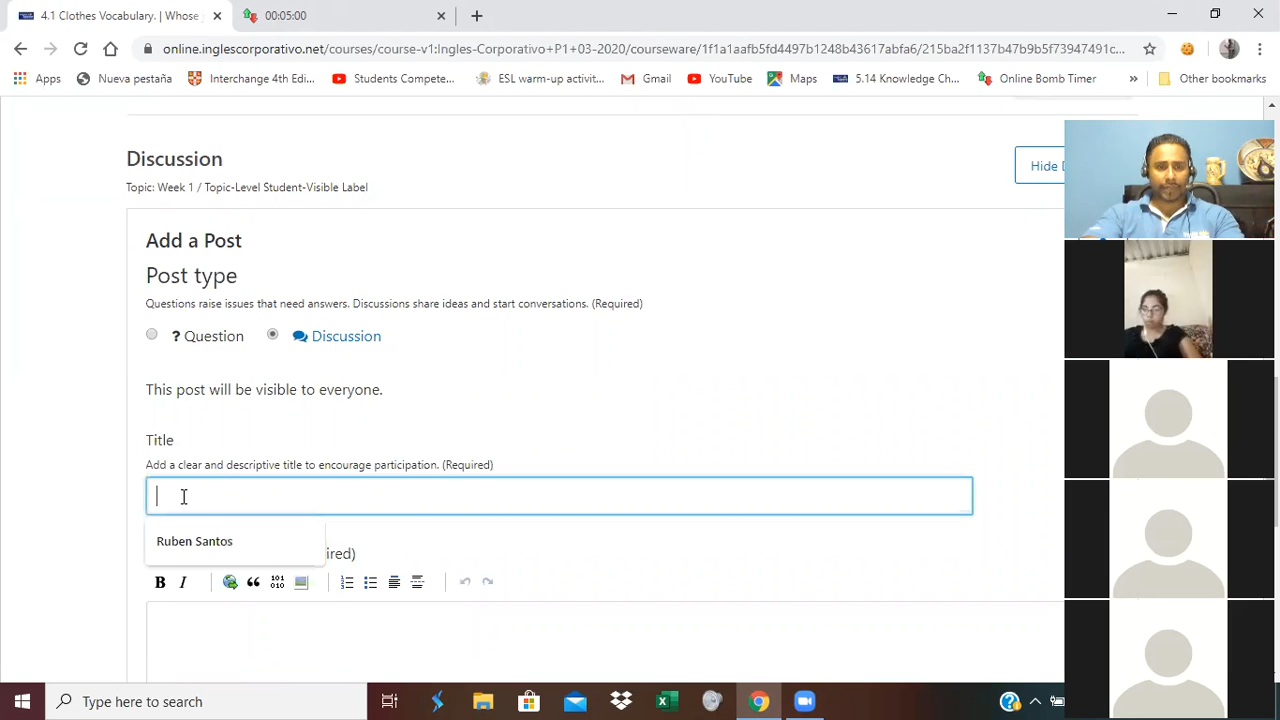 4.1 Clothes Vocabulary. | Whose
00:05:00
online.inglescorporativo.net/courses/course-v1:Ingles-Corporativo+P1+03-2020/courseware/1f1a1aafb5fd4497b1248b43617abfa6/215ba2f1137b47b9b5f73947491c...
Apps
Nueva pestaña
Interchange 4th Edi...
Students Compete...
ESL warm-up activit...
Gmail
YouTube
Maps
5.14 Knowledge Ch...
Online Bomb Timer
»
Other bookmarks
Discussion
Hide
Topic: Week 1 / Topic-Level Student-Visible Label
Add a Post
Post type
Questions raise issues that need answers. Discussions share ideas and start conversations. (Required)
? Question
Discussion
This post will be visible to everyone.
Title
Add a clear and descriptive title to encourage participation. (Required)
Ruben Santos
ired)
B I
Type here to search